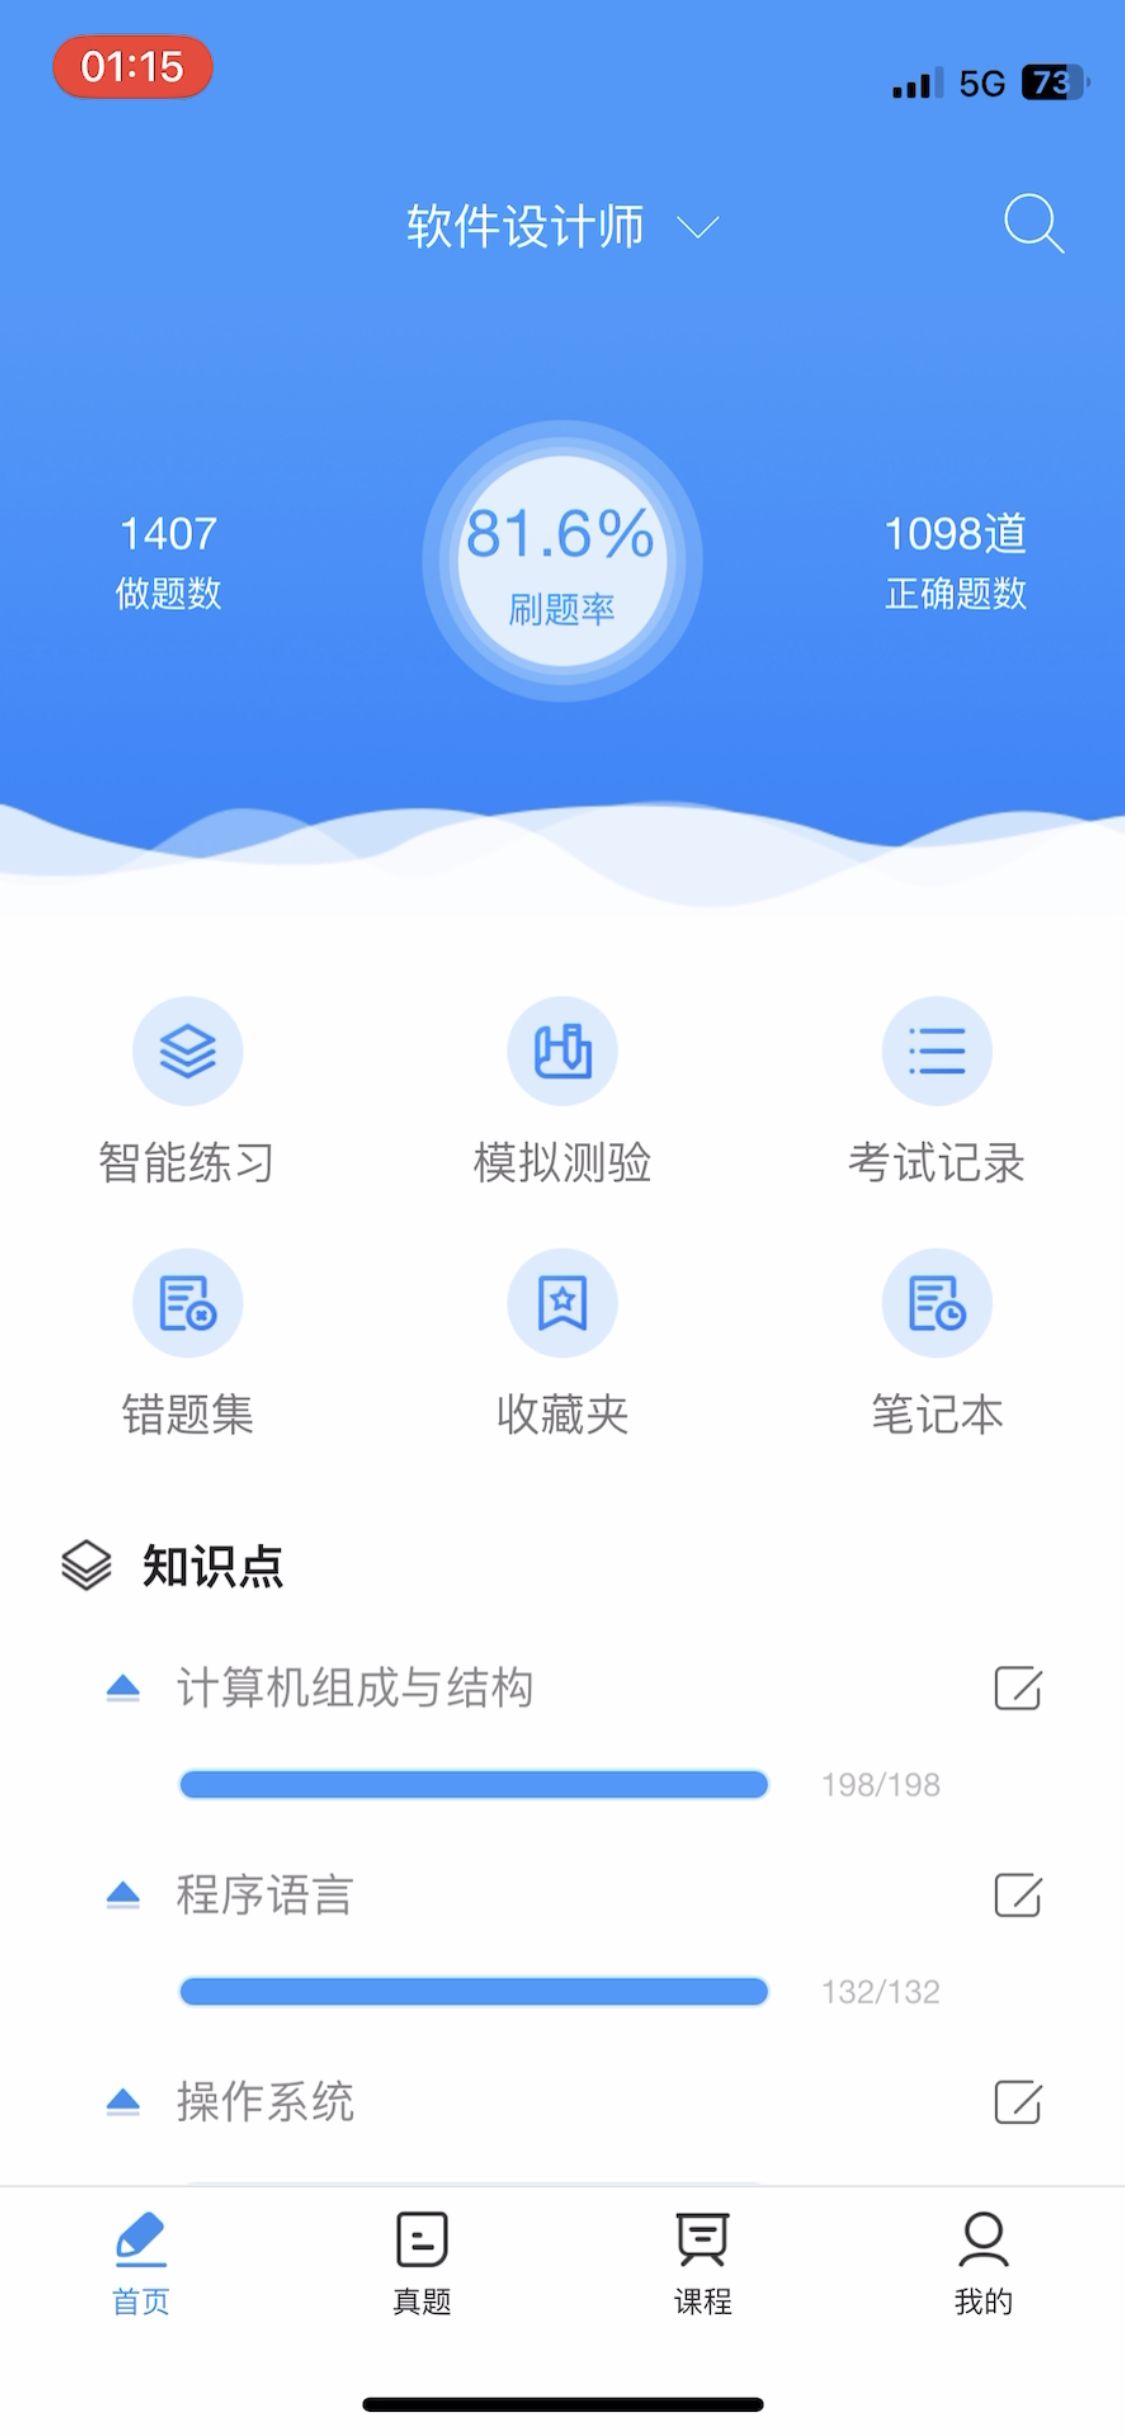 01:15
5G 73
软件设计师
1407
做题数
81.6%
刷题率
1098道
正确题数
智能练习
模拟测验
考试记录
错题集
收藏夹
笔记本
知识点
计算机组成与结构
198/198
程序语言
132/132
操作系统
首页
真题
课程
我的